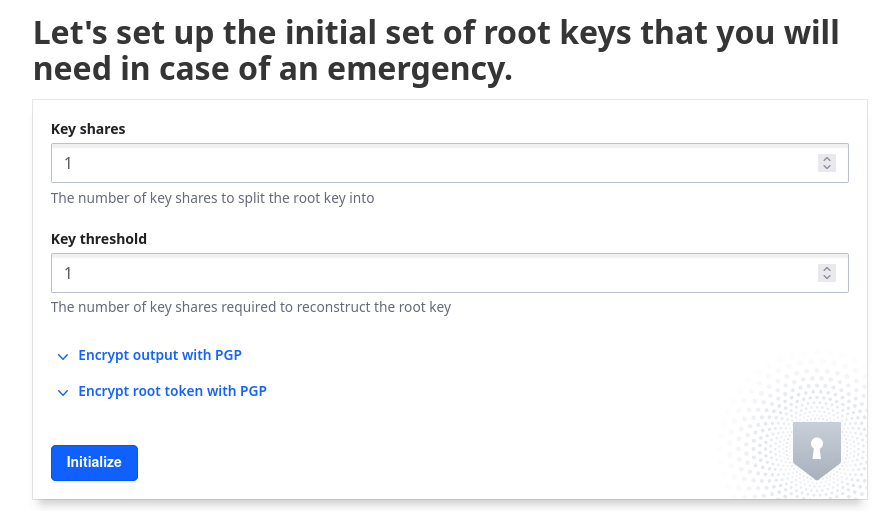 Let's set up the initial set of root keys that you will
need in case of an emergency.
Key shares
1
The number of key shares to split the root key into
Key threshold
1
The number of key shares required to reconstruct the root key
Encrypt output with PGP
Encrypt root token with PGP
Initialize